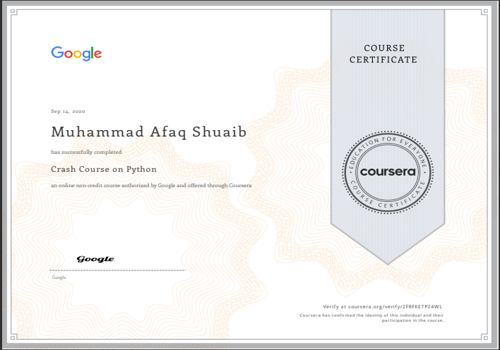 Google
COURSE
CERTIFICATE
Sep 14, 2020
Muhammad Afaq Shuaib
has successfully completed
Crash Course on Python
an online non-credit course authorized by Google and offered through Coursera
EDUCATION FOR EVERYONE
coursera
COURSE CERTIFICATE
Google
Google
Verify at coursera.org/verify/2FRFKETPZ4WL
Coursera has confirmed the identity of this individual and their
participation in the course.